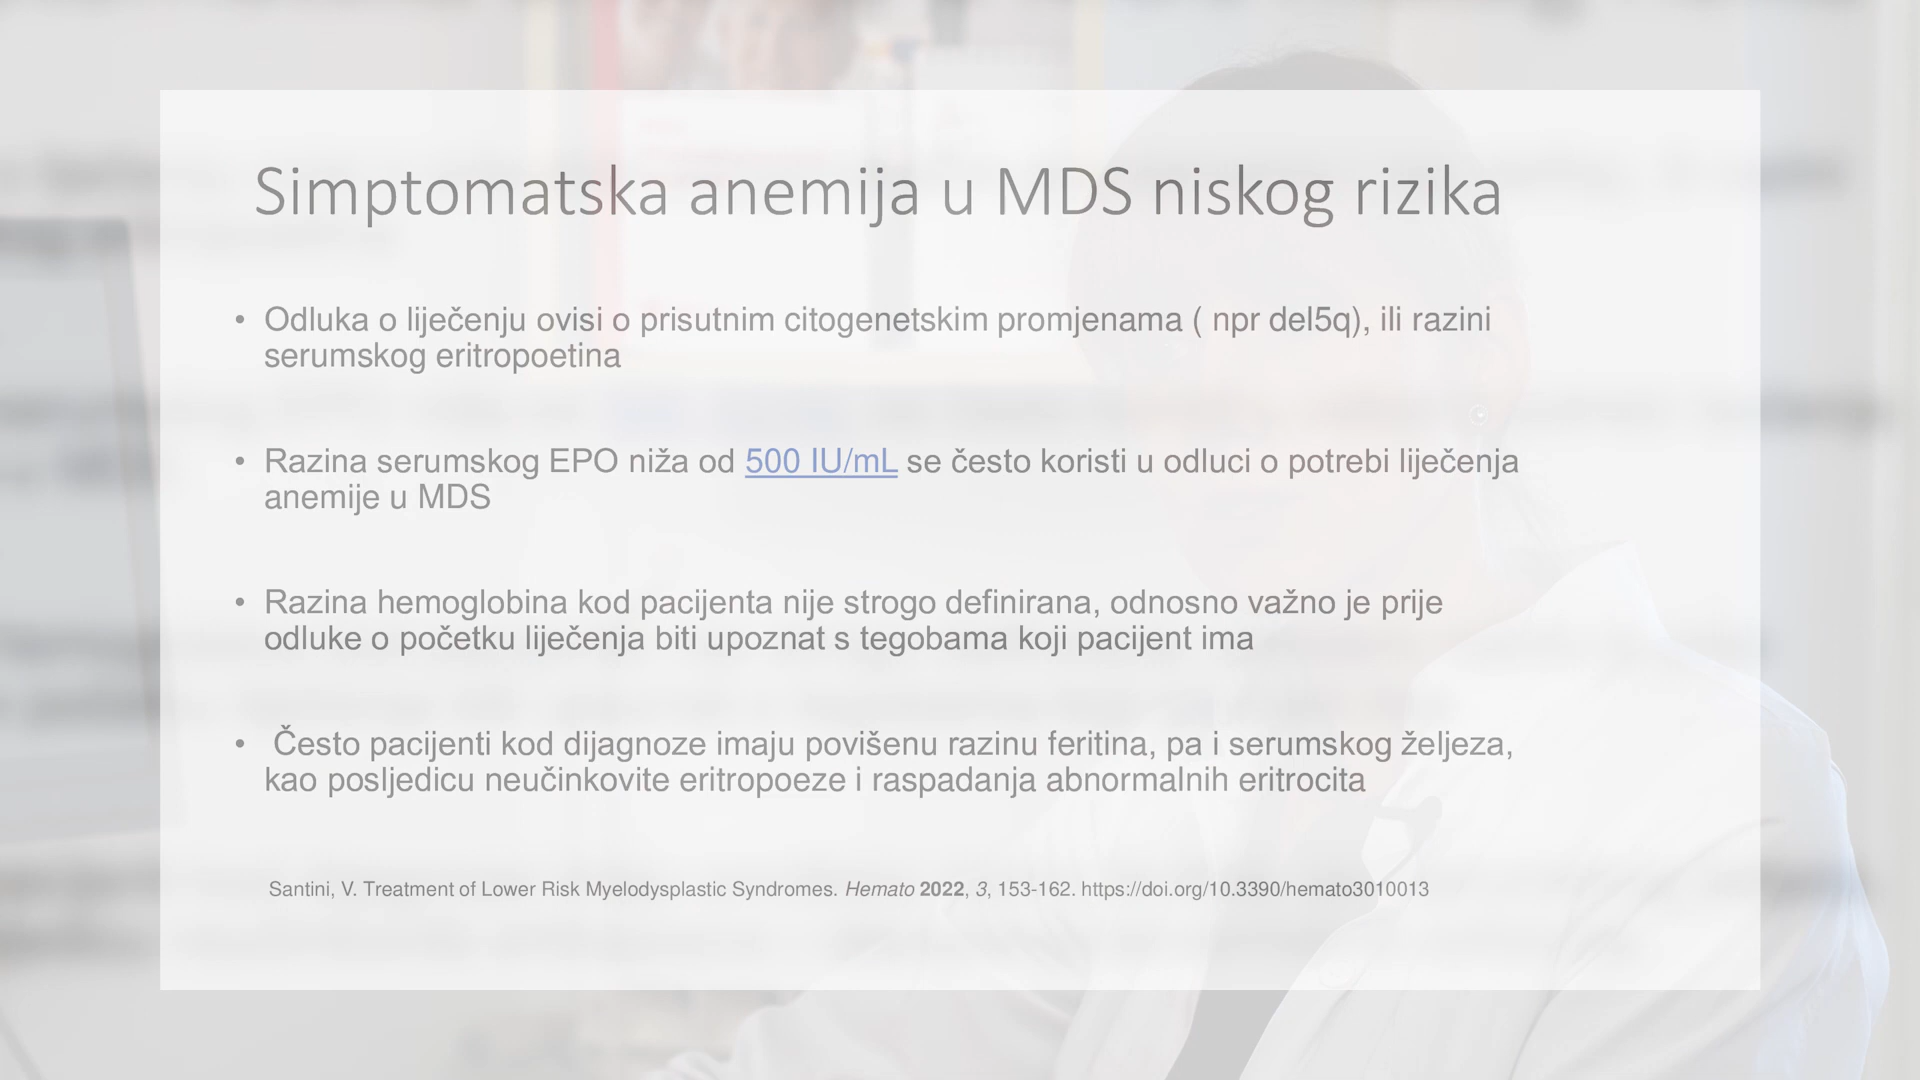 Simptomatska anemija u MDS niskog rizika
• Odluka o liječenju ovisi o prisutnim citogenetskim promjenama ( npr del5q), ili razini
serumskog eritropoetina
• Razina serumskog EPO niža od 500 IU/mL se često koristi u odluci o potrebi liječenja
anemije u MDS
• Razina hemoglobina kod pacijenta nije strogo definirana, odnosno važno je prije
odluke o početku liječenja biti upoznat s tegobama koji pacijent ima
• Često pacijenti kod dijagnoze imaju povišenu razinu feritina, pa i serumskog željeza,
kao posljedicu neučinkovite eritropoeze i raspadanja abnormalnih eritrocita
Santini, V. Treatment of Lower Risk Myelodysplastic Syndromes. Hemato 2022, 3, 153-162. https://doi.org/10.3390/hemato3010013